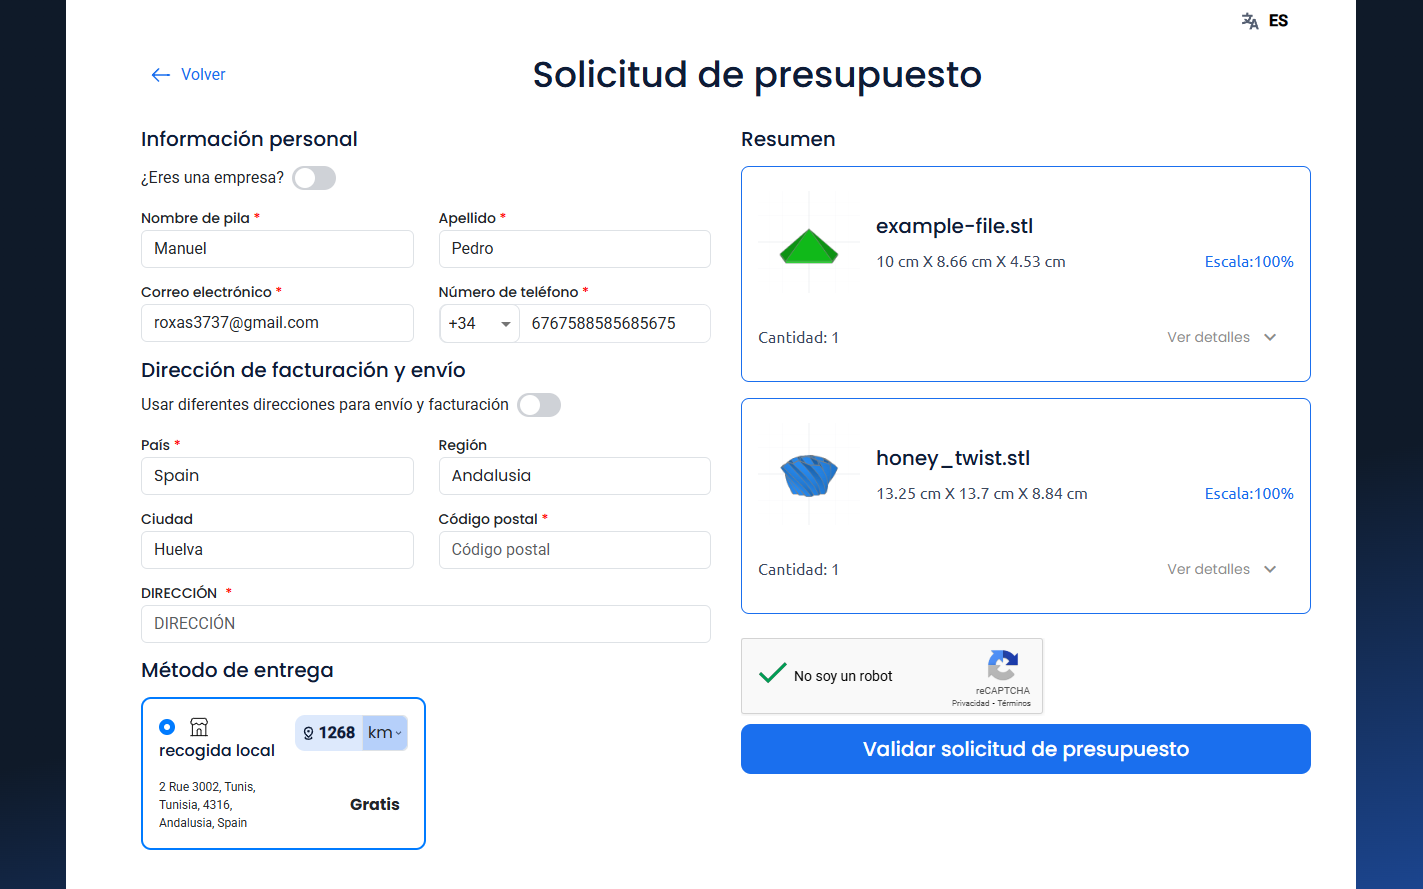 ES
Volver
Solicitud de presupuesto
Información personal
¿Eres una empresa?
Nombre de pila *
Apellido *
Manuel
Pedro
Correo electrónico *
Número de teléfono *
roxas3737@gmail.com
+34
6767588585685675
Dirección de facturación y envío
Usar diferentes direcciones para envío y facturación
País *
Región
Spain
Andalusia
Ciudad
Código postal *
Huelva
Código postal
DIRECCIÓN *
DIRECCIÓN
Método de entrega
1268 km
recogida local
2 Rue 3002, Tunis,
Tunisia, 4316,
Andalusia, Spain
Gratis
Resumen
example-file.stl
10 cm X 8.66 cm X 4.53 cm
Escala:100%
Cantidad: 1
Ver detalles
honey_twist.stl
13.25 cm X 13.7 cm X 8.84 cm
Escala:100%
Cantidad: 1
Ver detalles
No soy un robot
reCAPTCHA
Privacidad - Términos
Validar solicitud de presupuesto